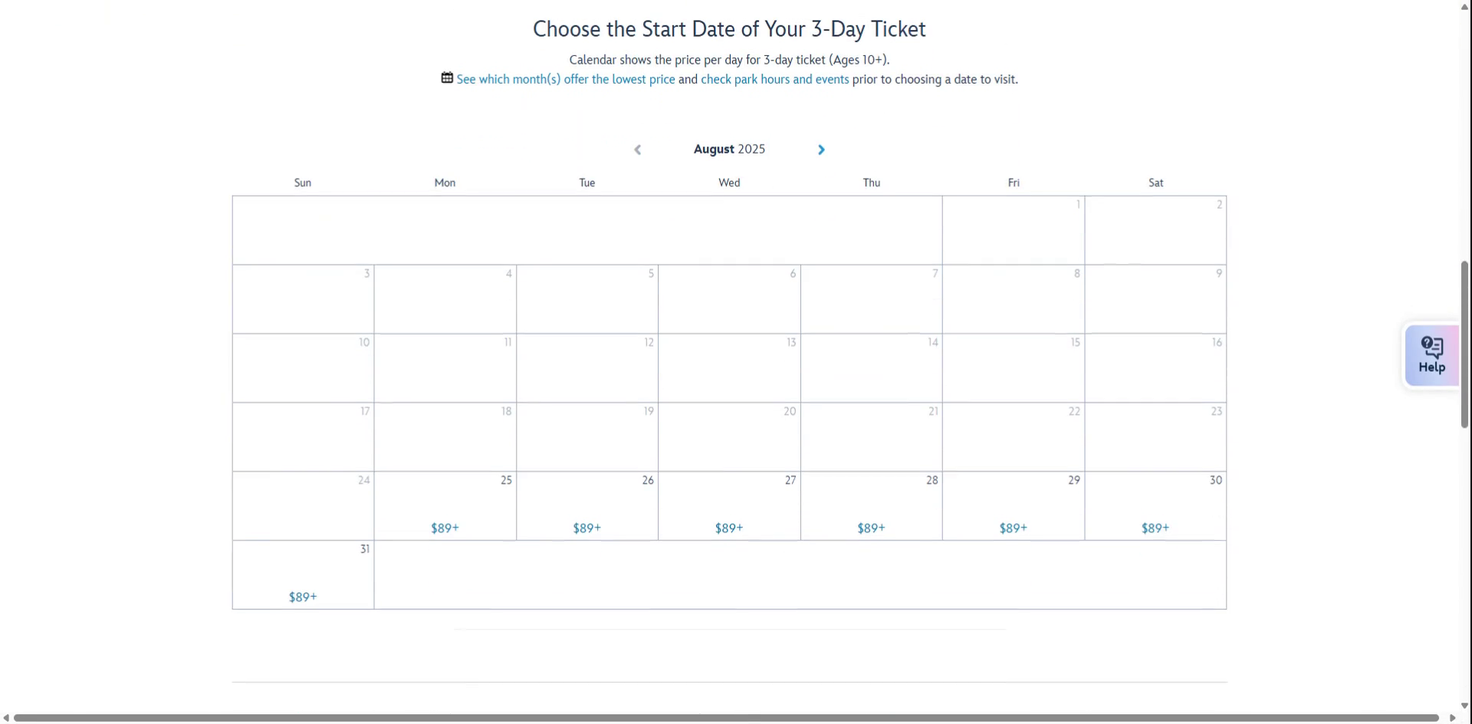 Choose the Start Date of Your 3-Day Ticket
Calendar shows the price per day for 3-day ticket (Ages 10+).
See which month(s) offer the lowest price and check park hours and events prior to choosing a date to visit.
August 2025
Sun Mon Tue Wed Thu Fri Sat
1 2
3 4 5 6 7 8 9
10 11 12 13 14 15 16
Help
17 18 19 20 21 22 23
24 25 26 27 28 29 30
$89+ $89+ $89+ $89+ $89+ $89+
31
$89+